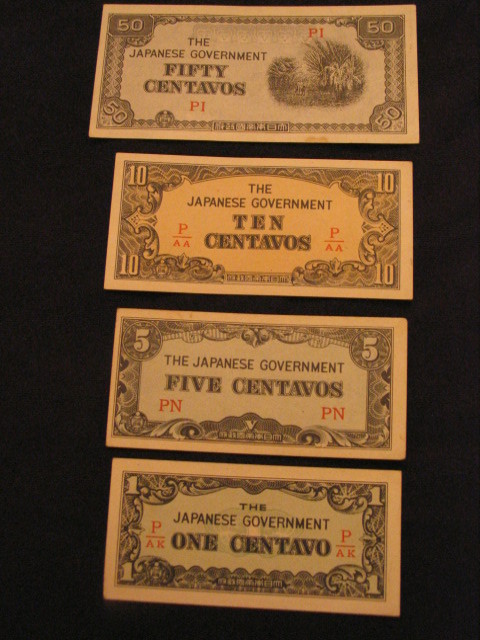 50 50
PI
THE
JAPANESE GOVERNMENT
FIFTY
CENTAVOS
PI
50 50
10 10
THE
JAPANESE GOVERNMENT
TEN
CENTAVOS
P
AA
P
AA
10 10
5 5
THE JAPANESE GOVERNMENT
FIVE CENTAVOS
PN PN
V
1 1
THE
JAPANESE GOVERNMENT
P
AK
ONE CENTAVO
P
AK
1 1